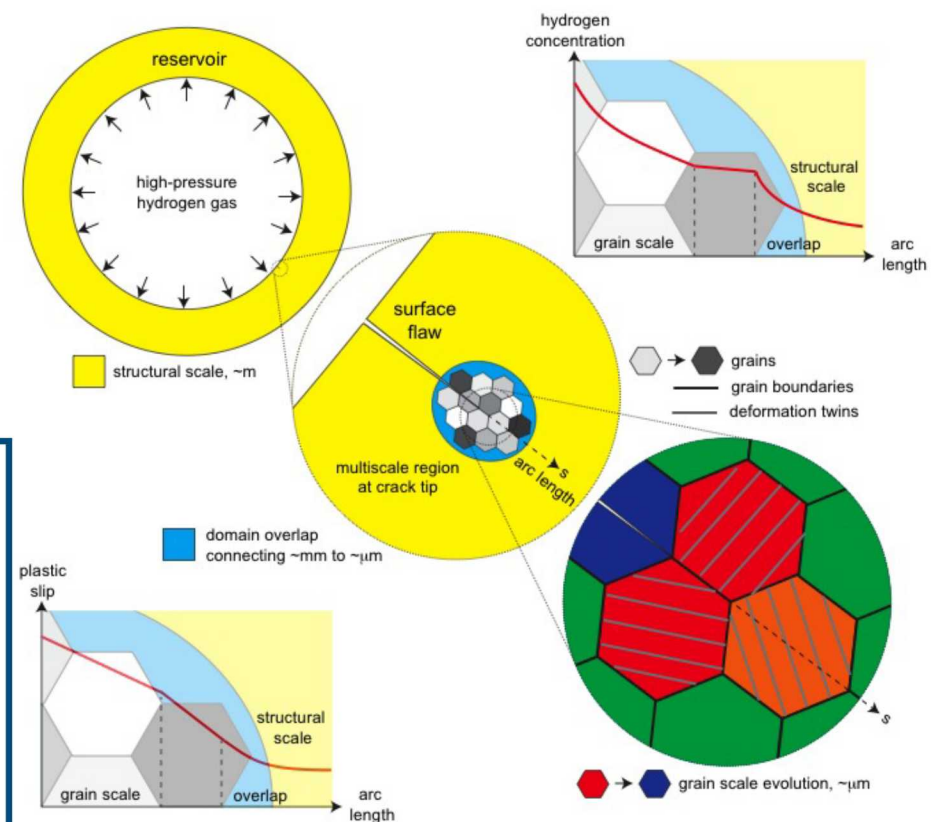 reservoir
high-pressure
hydrogen gas
structural scale, ~m
hydrogen
concentration
structural
scale
grain scale
overlap
arc
length
surface
flaw
multiscale region
at crack tip
s
arc length
grains
grain boundaries
deformation twins
domain overlap
connecting ~mm to ~μm
plastic
slip
structural
scale
grain scale
overlap
arc
length
s
grain scale evolution, ~μm